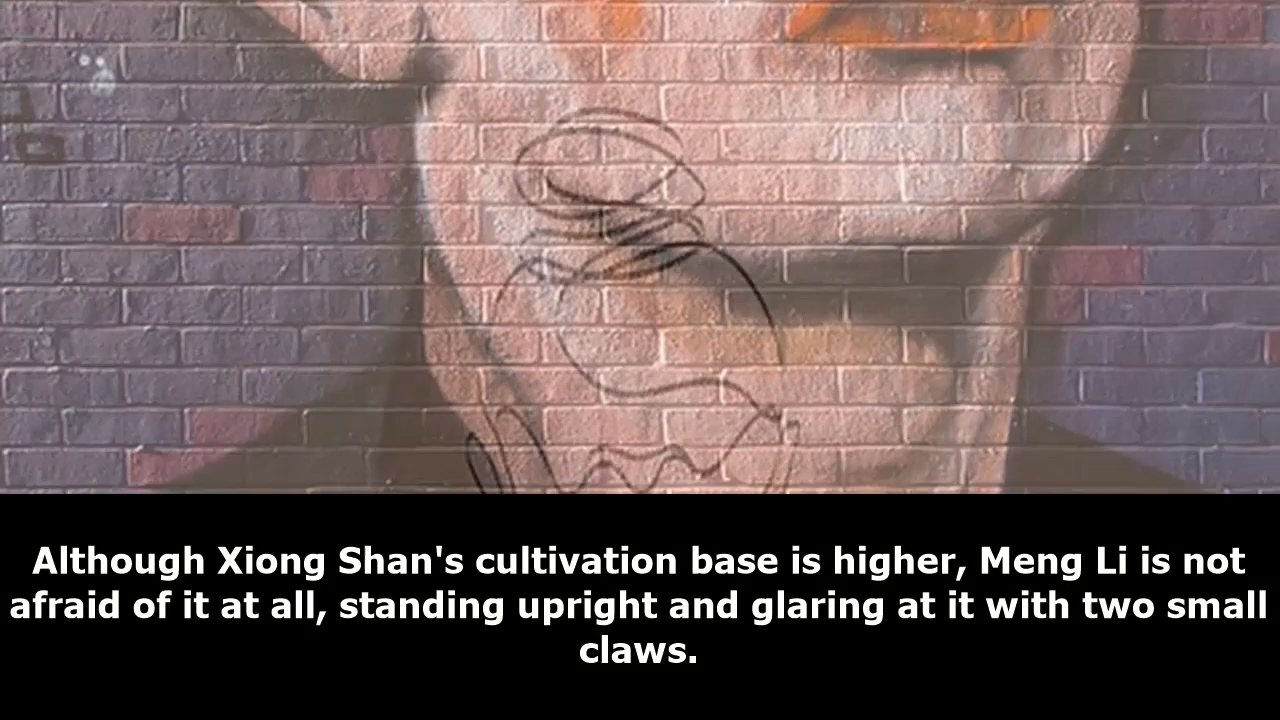 Although Xiong Shan's cultivation base is higher, Meng Li is not
afraid of it at all, standing upright and glaring at it with two small
claws.